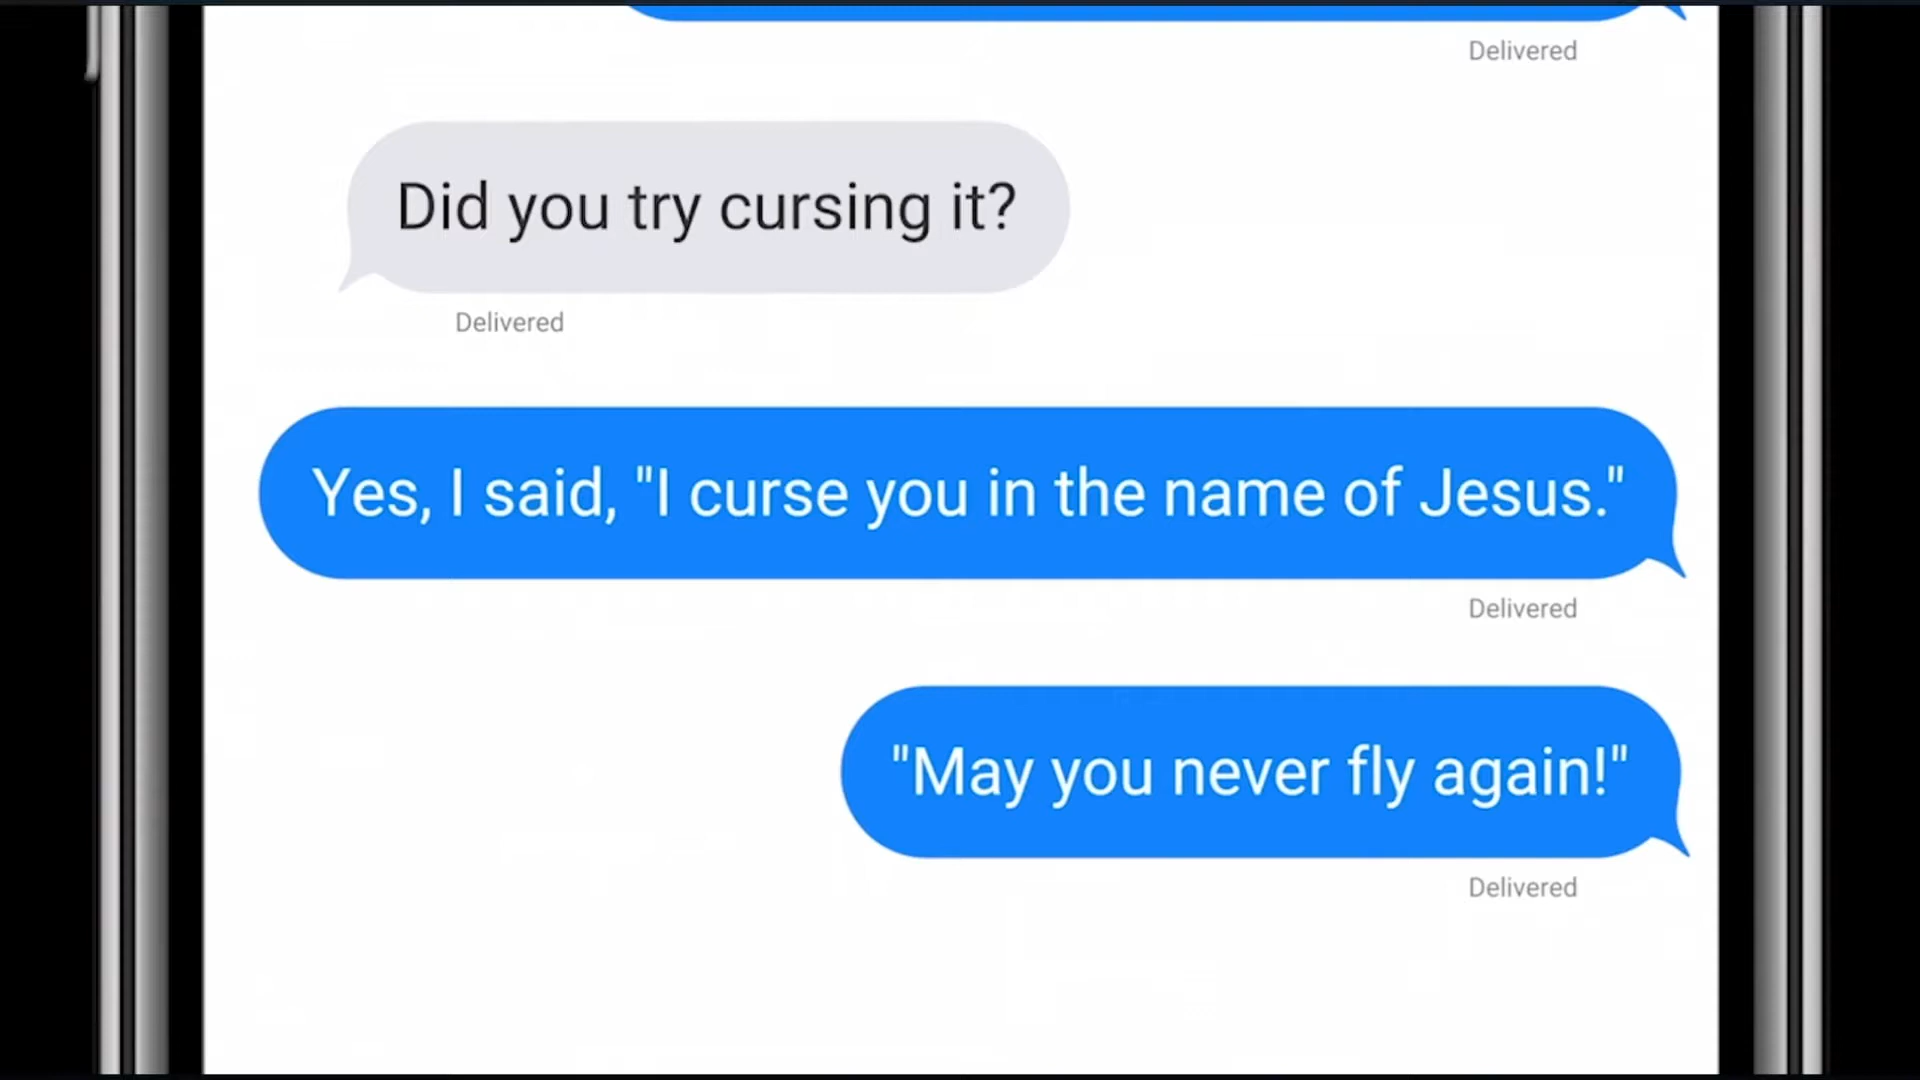 Delivered
Did you try cursing it?
Delivered
Yes, I said, "I curse you in the name of Jesus."
Delivered
"May you never fly again!"
Delivered